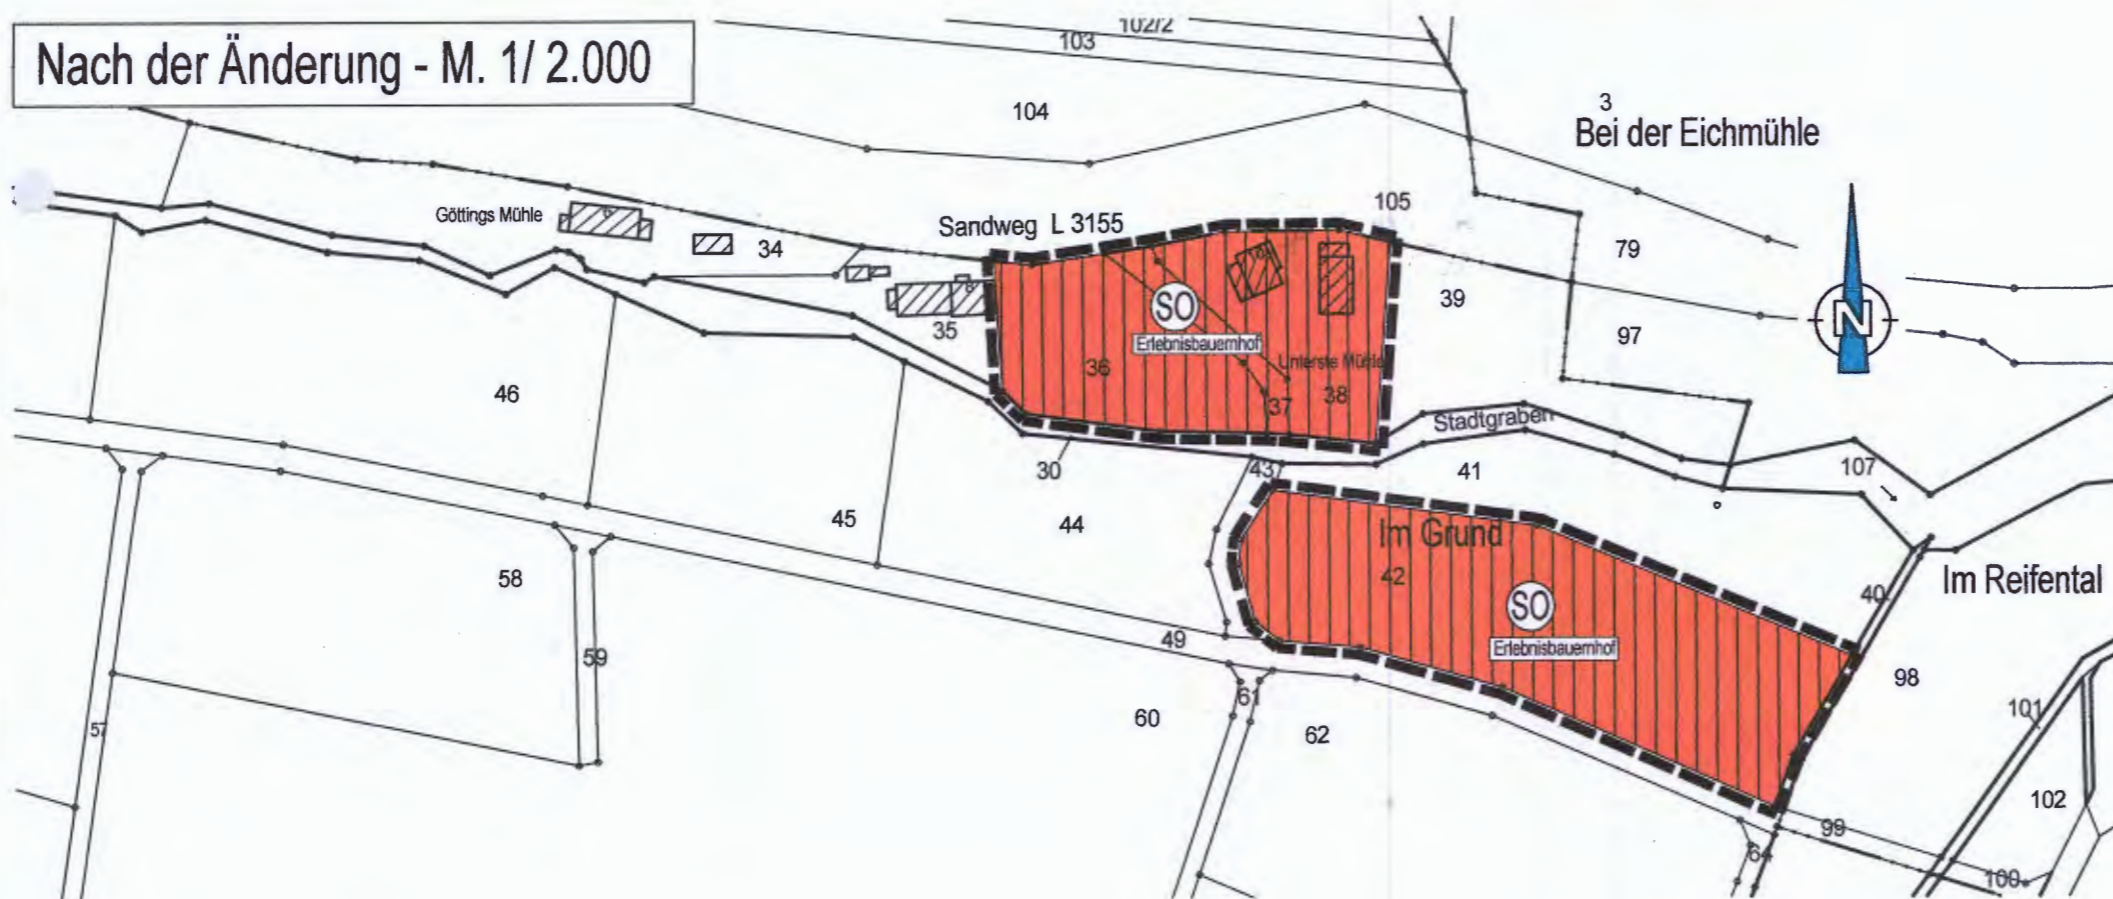 Nach der Änderung - M. 1/ 2.000
102/2
103
104
3
Bei der Eichmühle
105
Göttings Mühle
6
Sandweg L 3155
34
79
39
SO
Erlebnisbauernhof
8
35
97
36
Unterste Mühle
37
38
46
Stadtgraben
30
43
41
107
45
44
Im Grund
42
58
SO
Erlebnisbauernhof
40
Im Reifental
49
59
61
98
60
62
57
101
102
99
64
100
N